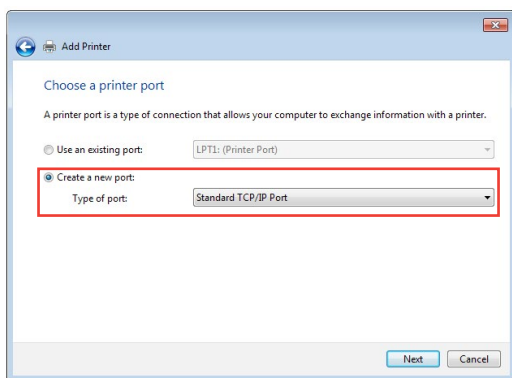 Add Printer
Choose a printer port
A printer port is a type of connection that allows your computer to exchange information with a printer.
Use an existing port: LPT1: (Printer Port)
Create a new port:
Type of port: Standard TCP/IP Port
Next Cancel